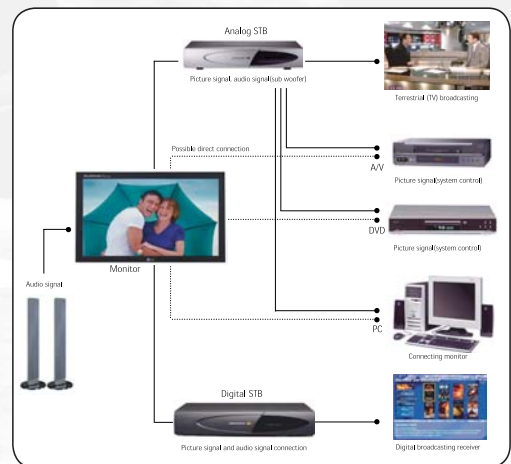 Analog STB
Picture signal. audio signal(sub woofer)
Terrestrial (TV) broadcasting
Possible direct connection
A/V
Picture signal(system control)
DVD
Picture signal(system control)
Monitor
Audio signal
PC
Connecting monitor
Digital STB
Picture signal and audio signal connection
Digital broadcasting receiver